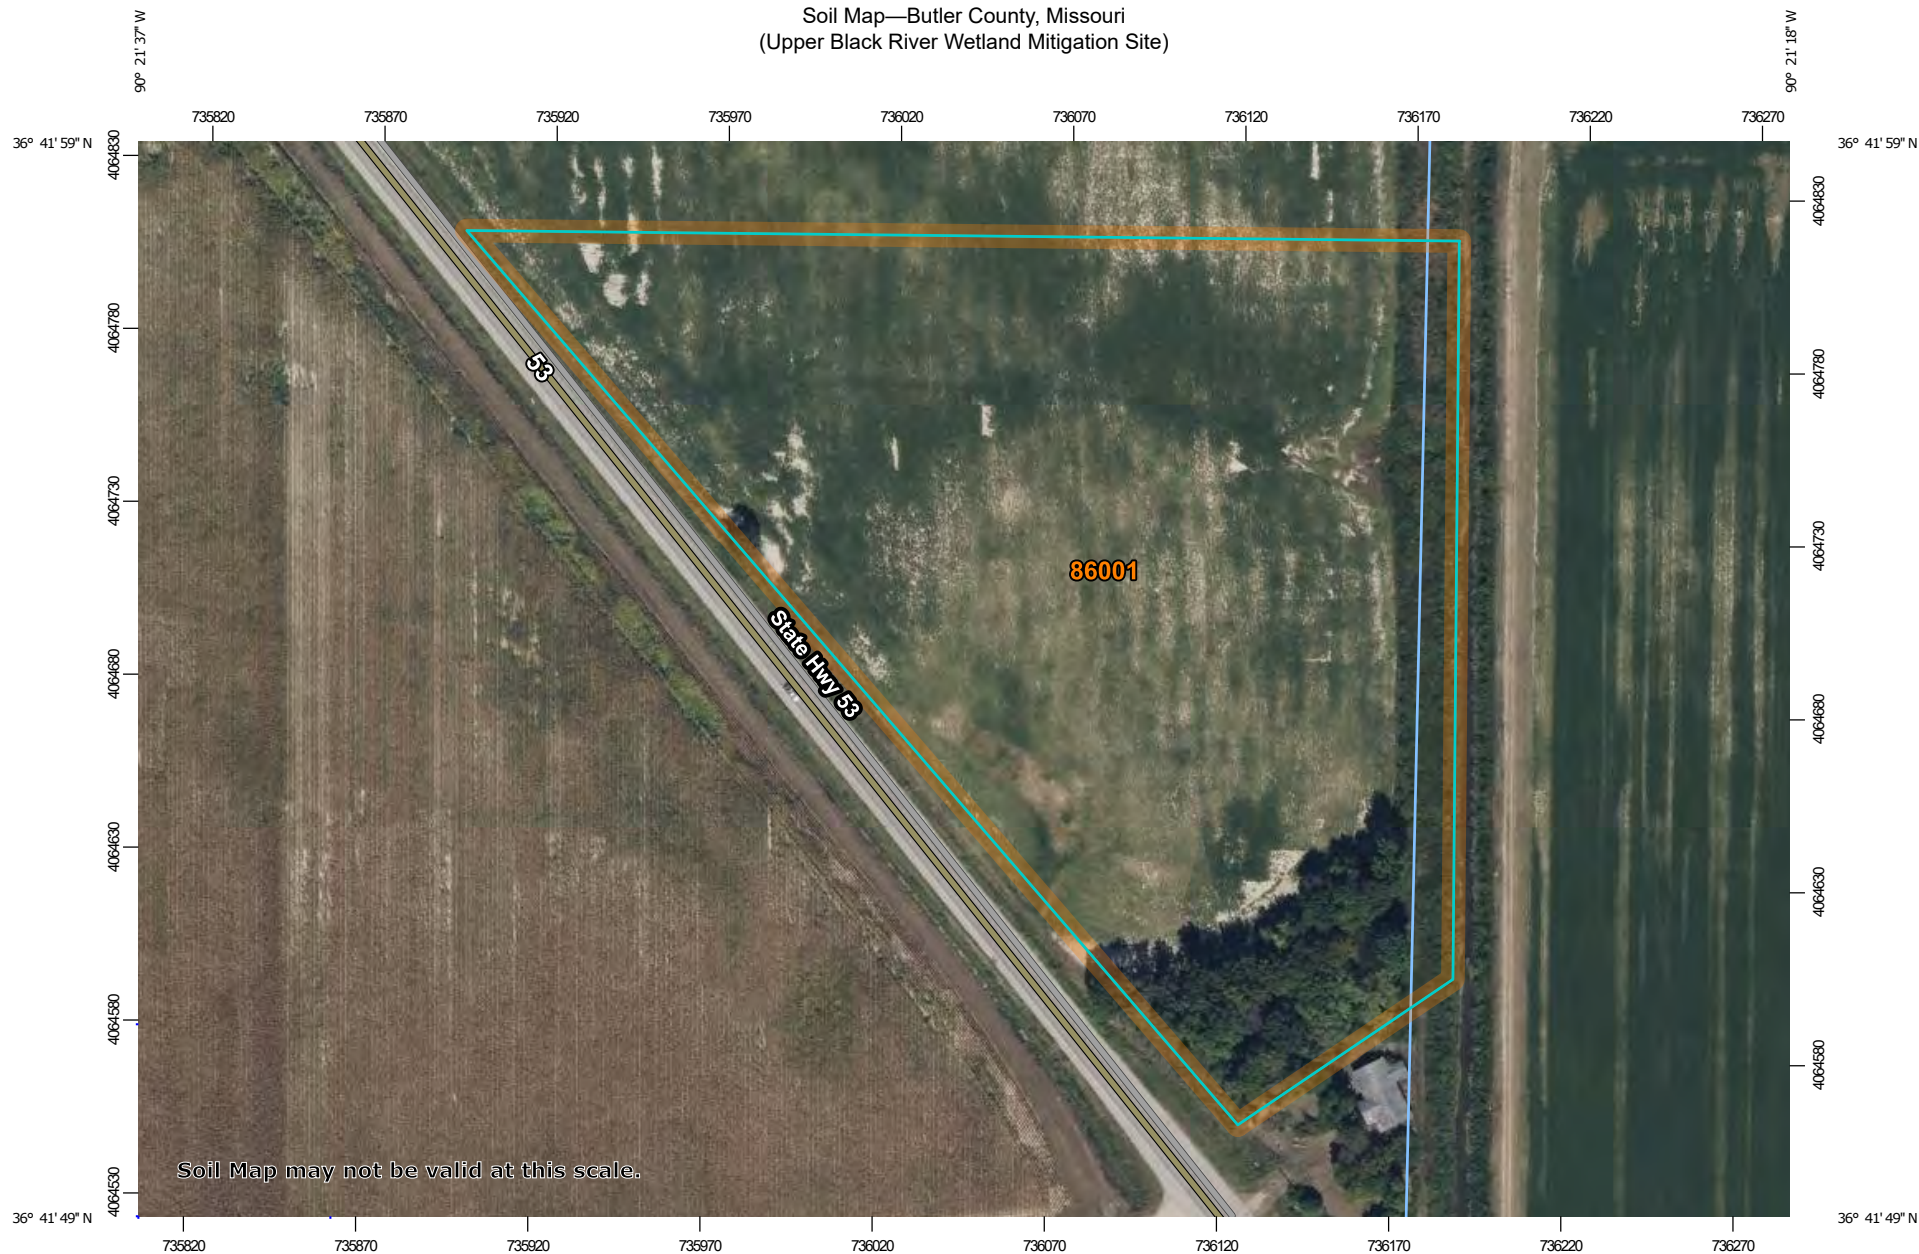 Soil Map—Butler County, Missouri
(Upper Black River Wetland Mitigation Site)
90° 21' 37" W
90° 21' 18" W
735820 735870 735920 735970 736020 736070 736120 736170 736220 736270
36° 41' 59" N
36° 41' 59" N
4064830
4064830
4064780
4064780
53
4064730
4064730
86001
State Hwy 53
4064680
4064680
4064630
4064630
4064580
4064580
Soil Map may not be valid at this scale.
4064530
36° 41' 49" N
36° 41' 49" N
735820 735870 735920 735970 736020 736070 736120 736170 736220 736270